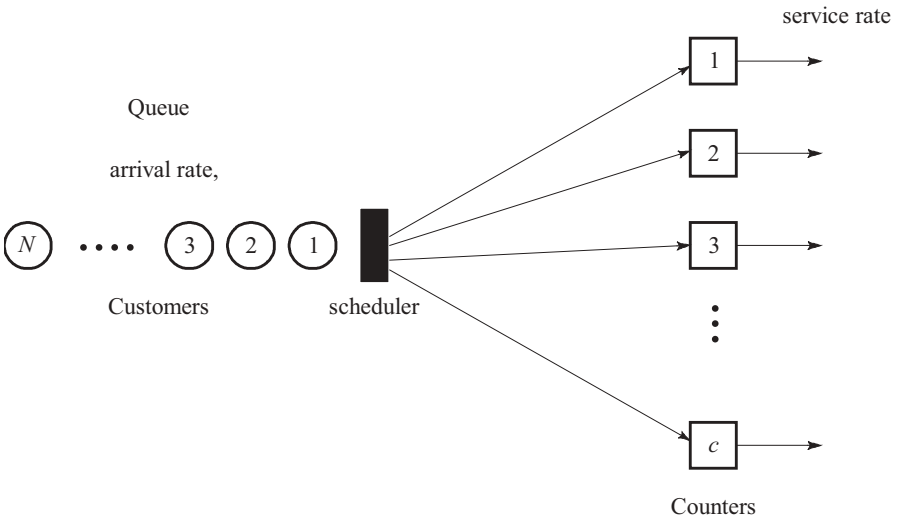 service rate
1
Queue
2
arrival rate,
N 3 2 1 3
Customers scheduler
c
Counters